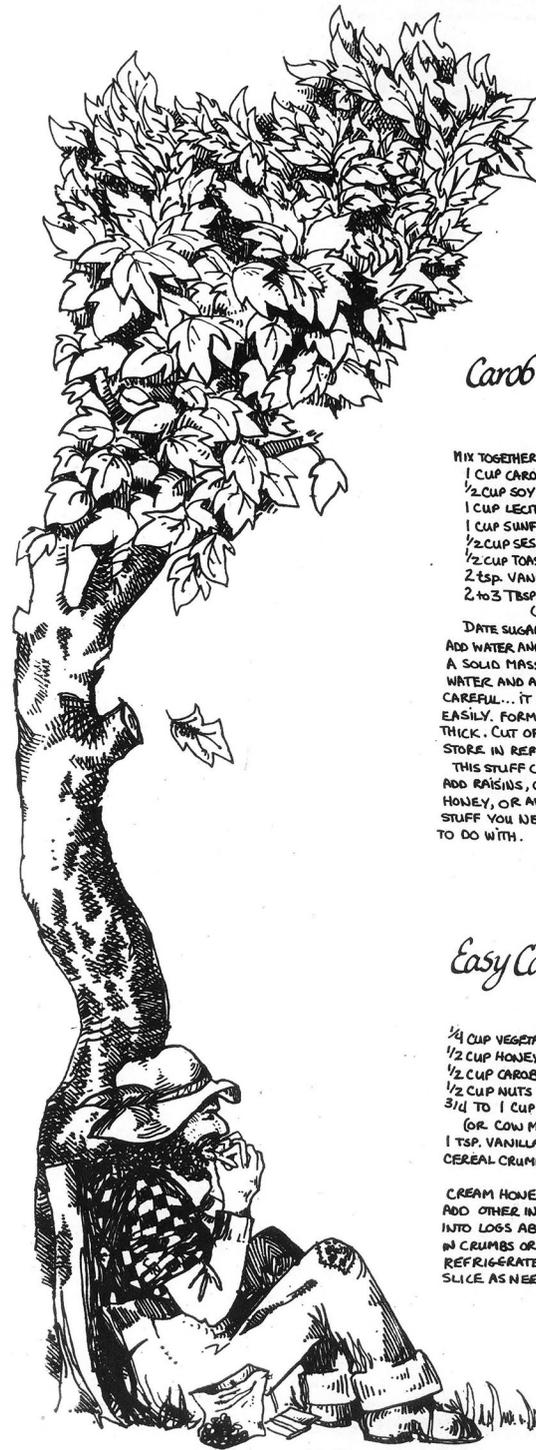 Carob
MIX TOGETHER
1 CUP CARO
1/2 CUP SOY
1 CUP LECIT
1 CUP SUNF
1/2 CUP SES
1/2 CUP TOAS
2 tsp. VAN
2 to 3 TBSP
DATE SUGA
ADD WATER AN
A SOLID MASS
WATER AND A
CAREFUL... iT
EASILY. FORM
THICK. CUT OF
STORE IN REF
THIS STUFF C
ADD RAISINS, C
HONEY, OR A
STUFF YOU NE
TO DO WITH.
Easy Ca
1/4 CUP VEGETA
1/2 CUP HONEY
1/2 CUP CAROB
1/2 CUP NUTS
3/4 TO 1 CUP
(OR COW M
1 TSP. VANILLA
CEREAL CRUM
CREAM HONE
ADD OTHER IN
INTO LOGS AB
IN CRUMBS OR
REFRIGERATE
SLICE AS NEE